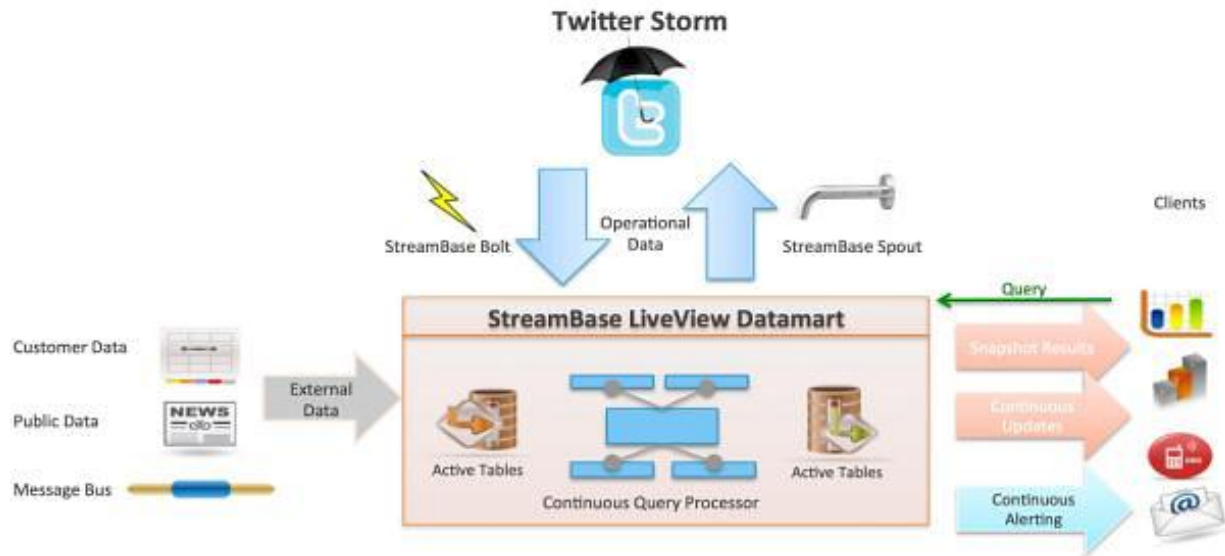 Twitter Storm
StreamBase Bolt
Operational
Data
StreamBase Spout
Clients
Query
StreamBase LiveView Datamart
Snapshot Results
Customer Data
External
Data
NEWS
Public Data
Continuous
Updates
Active Tables
Active Tables
Message Bus
Continuous Query Processor
Continuous
Alerting
@